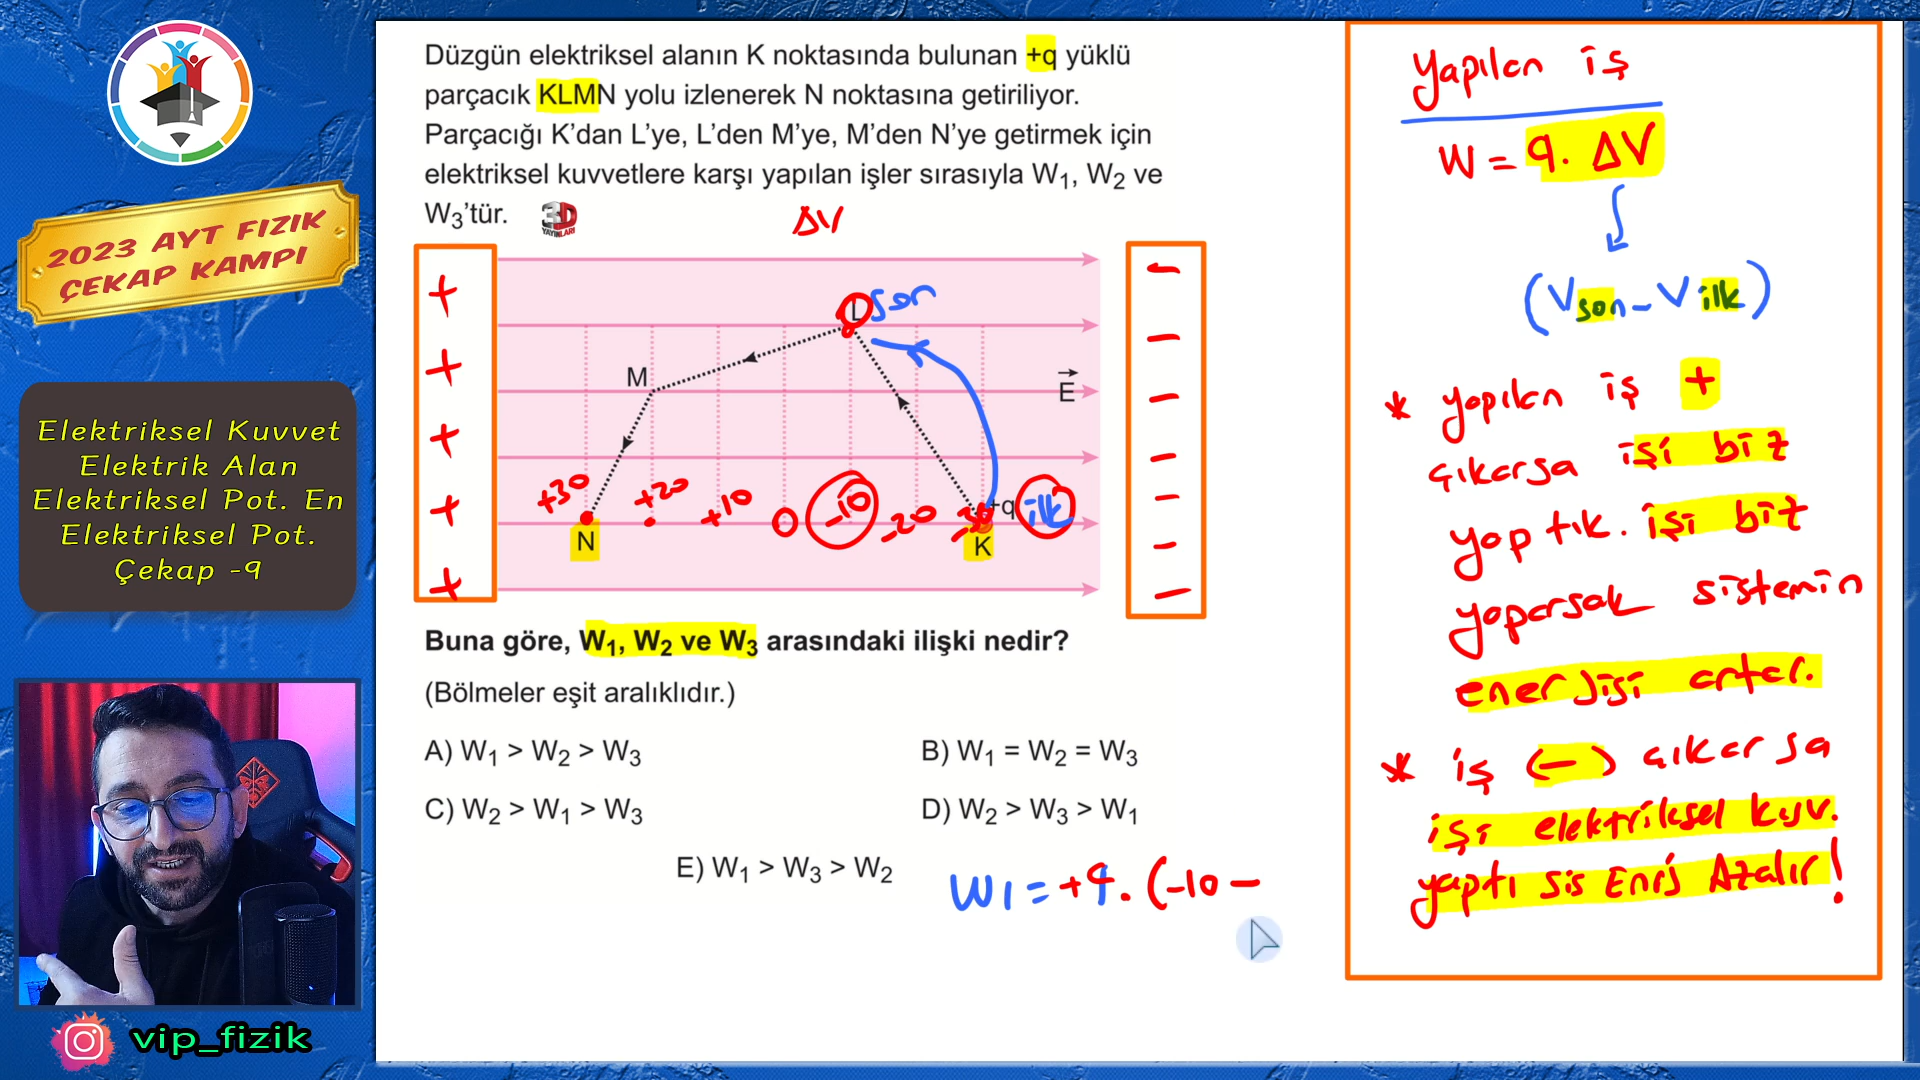 2023 AYT FIZIK
ÇEKAP KAMPI
Elektriksel Kuvvet
Elektrik Alan
Elektriksel Pot. En
Elektriksel Pot.
Çekap -9
vip_fizik
Düzgün elektriksel alanın K noktasında bulunan +q yüklü
parçacık KLMN yolu izlenerek N noktasına getiriliyor.
Parçacığı K'dan L'ye, L'den M'ye, M'den N'ye getirmek için
elektriksel kuvvetlere karşı yapılan işler sırasıyla W₁, W₂ ve
W₃'tür. 3D YAYINLARI
ΔV
+ + + + +
L son
M
E
+30 +20 +10 0 -10 -20 -30 +q ilk
N K
- - - - - - -
Buna göre, W₁, W₂ ve W₃ arasındaki ilişki nedir?
(Bölmeler eşit aralıklıdır.)
A) W₁ > W₂ > W₃
B) W₁ = W₂ = W₃
C) W₂ > W₁ > W₃
D) W₂ > W₃ > W₁
E) W₁ > W₃ > W₂
W1 = +q. (-10 -
Yapılan iş
W = q. ΔV
(Vson - Vilk)
* yapılan iş +
çıkarsa işi biz
yaptık. işi biz
yaparsak sistemin
enerjisi artar.
* iş (-) çıkarsa
işi elektriksel kuv.
yaptı sis Enrj Azalır!